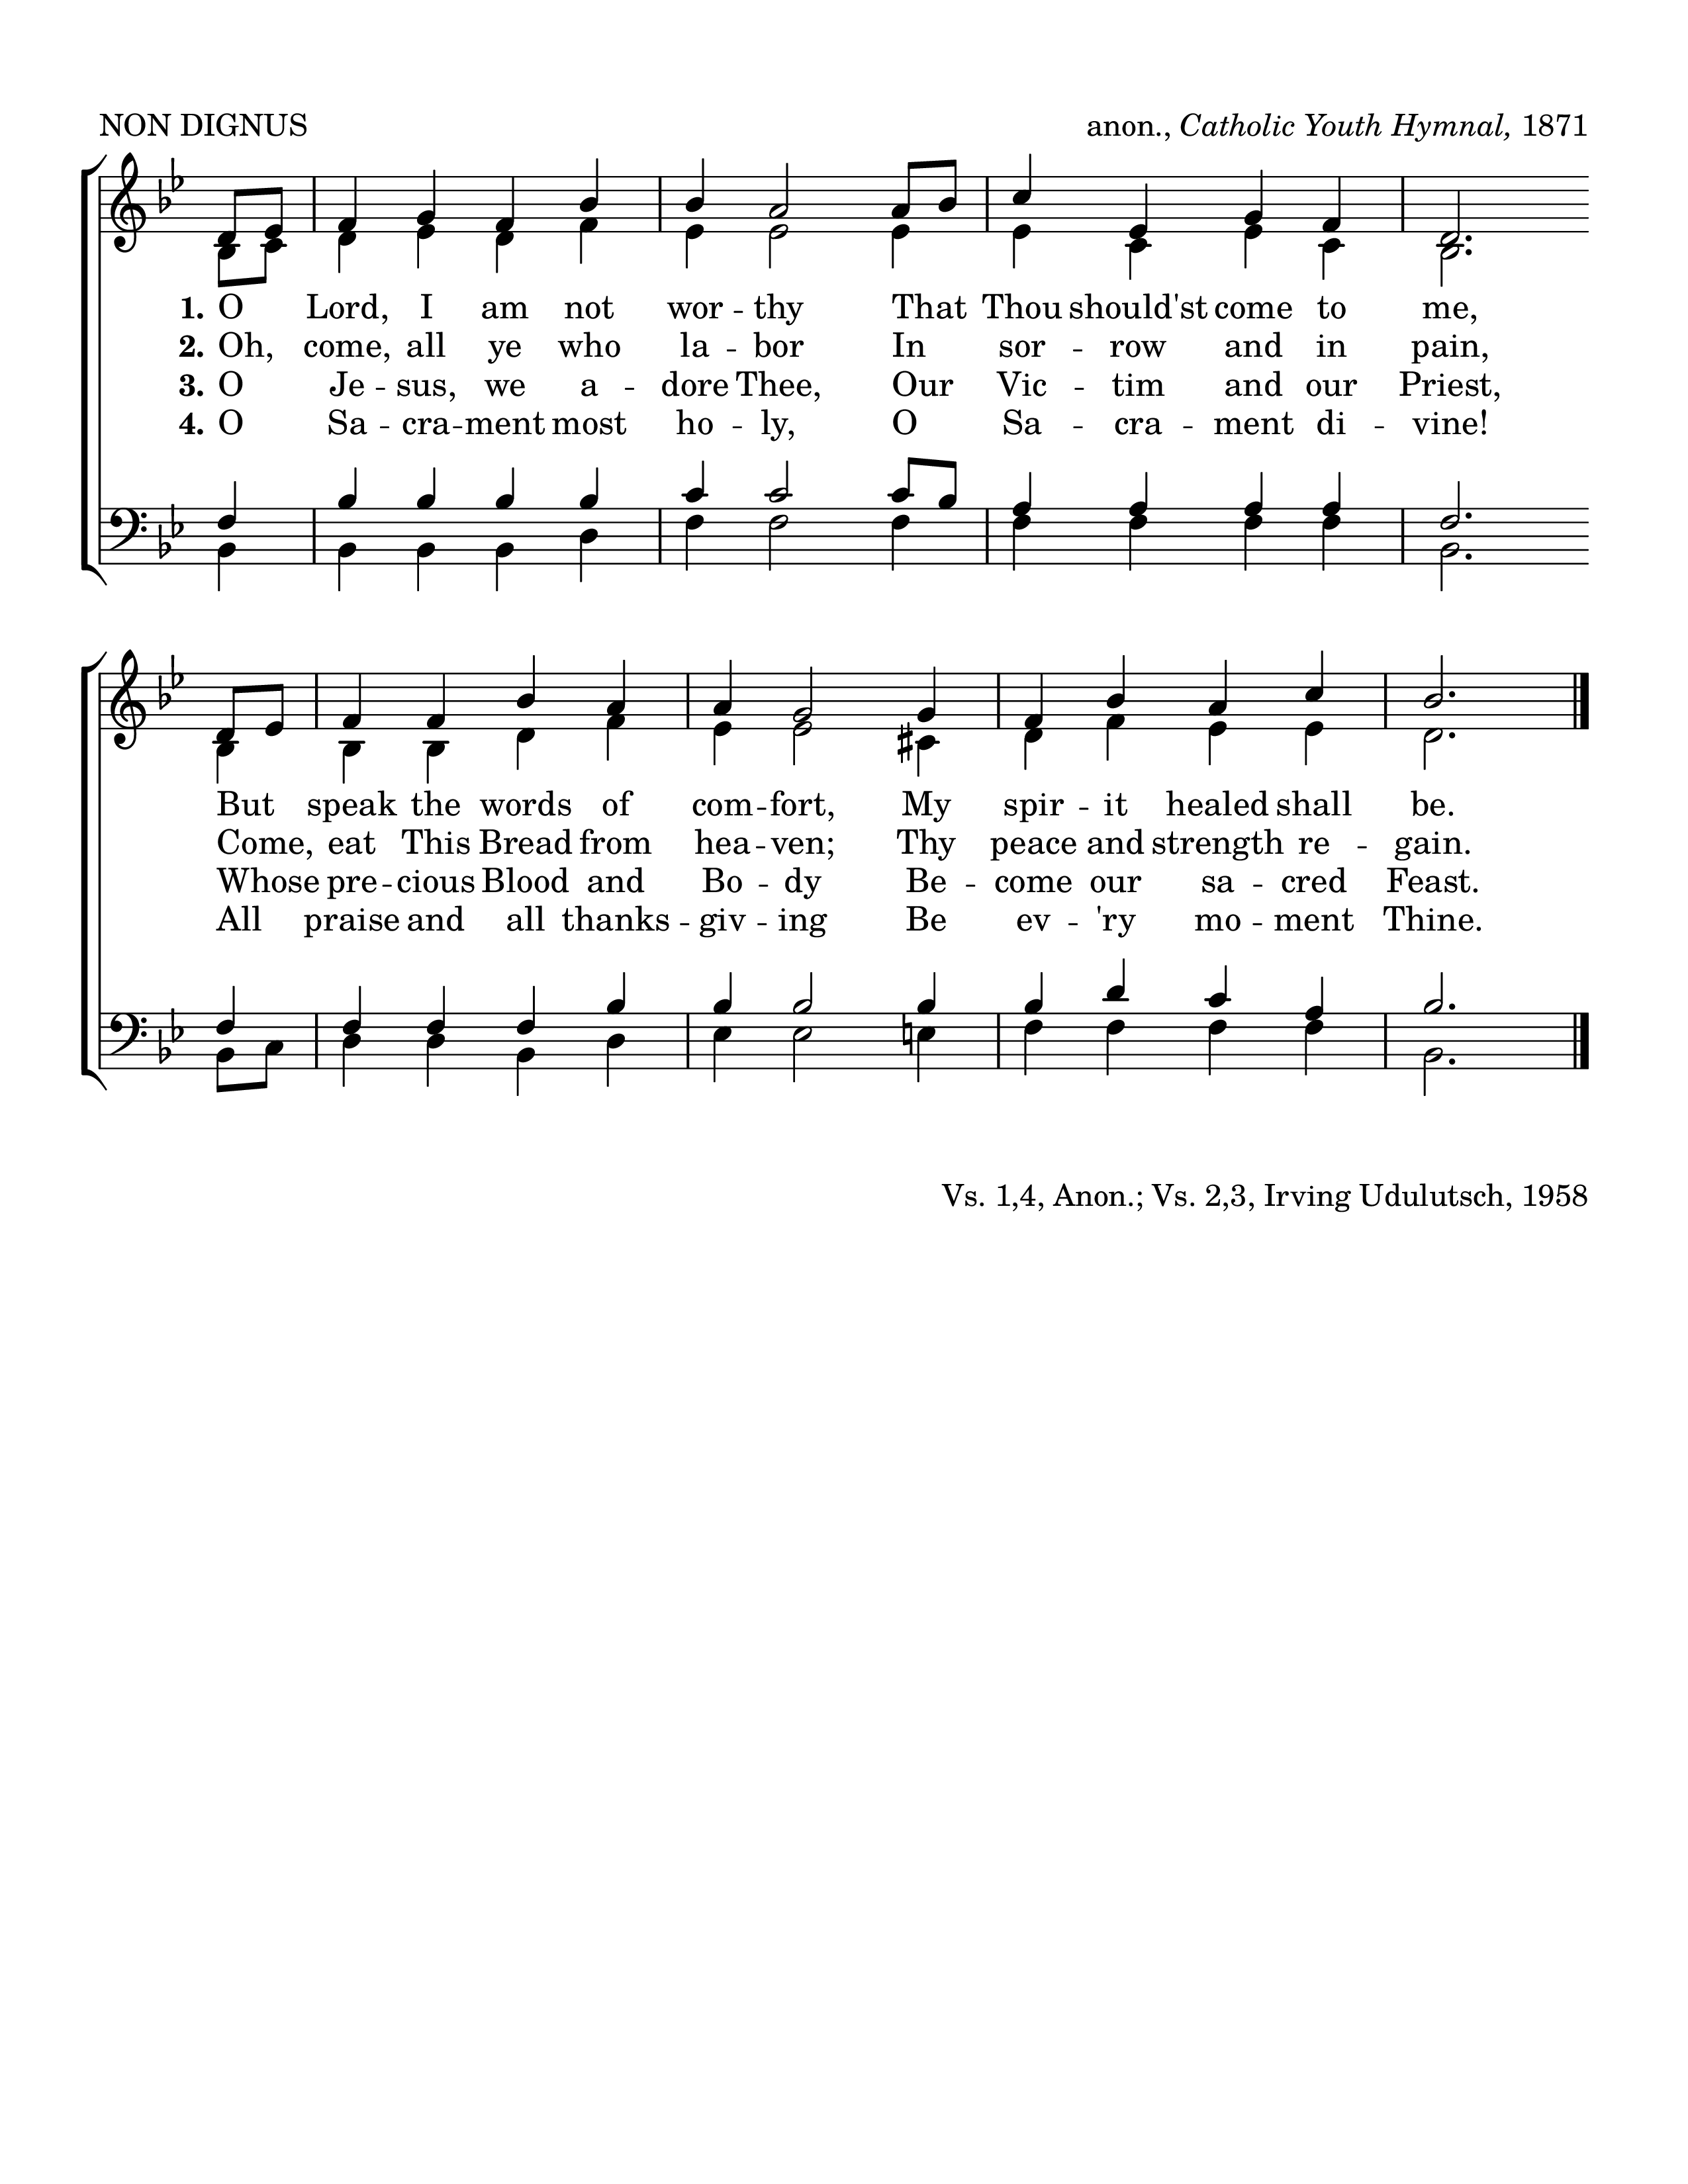 NON DIGNUS
anon., Catholic Youth Hymnal, 1871
1. O Lord, I am not wor -- thy That Thou should'st come to me,
2. Oh, come, all ye who la -- bor In sor -- row and in pain,
3. O Je -- sus, we a -- dore Thee, Our Vic -- tim and our Priest,
4. O Sa -- cra -- ment most ho -- ly, O Sa -- cra -- ment di -- vine!
But speak the words of com -- fort, My spir -- it healed shall be.
Come, eat This Bread from hea -- ven; Thy peace and strength re -- gain.
Whose pre -- cious Blood and Bo -- dy Be -- come our sa -- cred Feast.
All praise and all thanks -- giv -- ing Be ev -- 'ry mo -- ment Thine.
Vs. 1,4, Anon.; Vs. 2,3, Irving Udulutsch, 1958